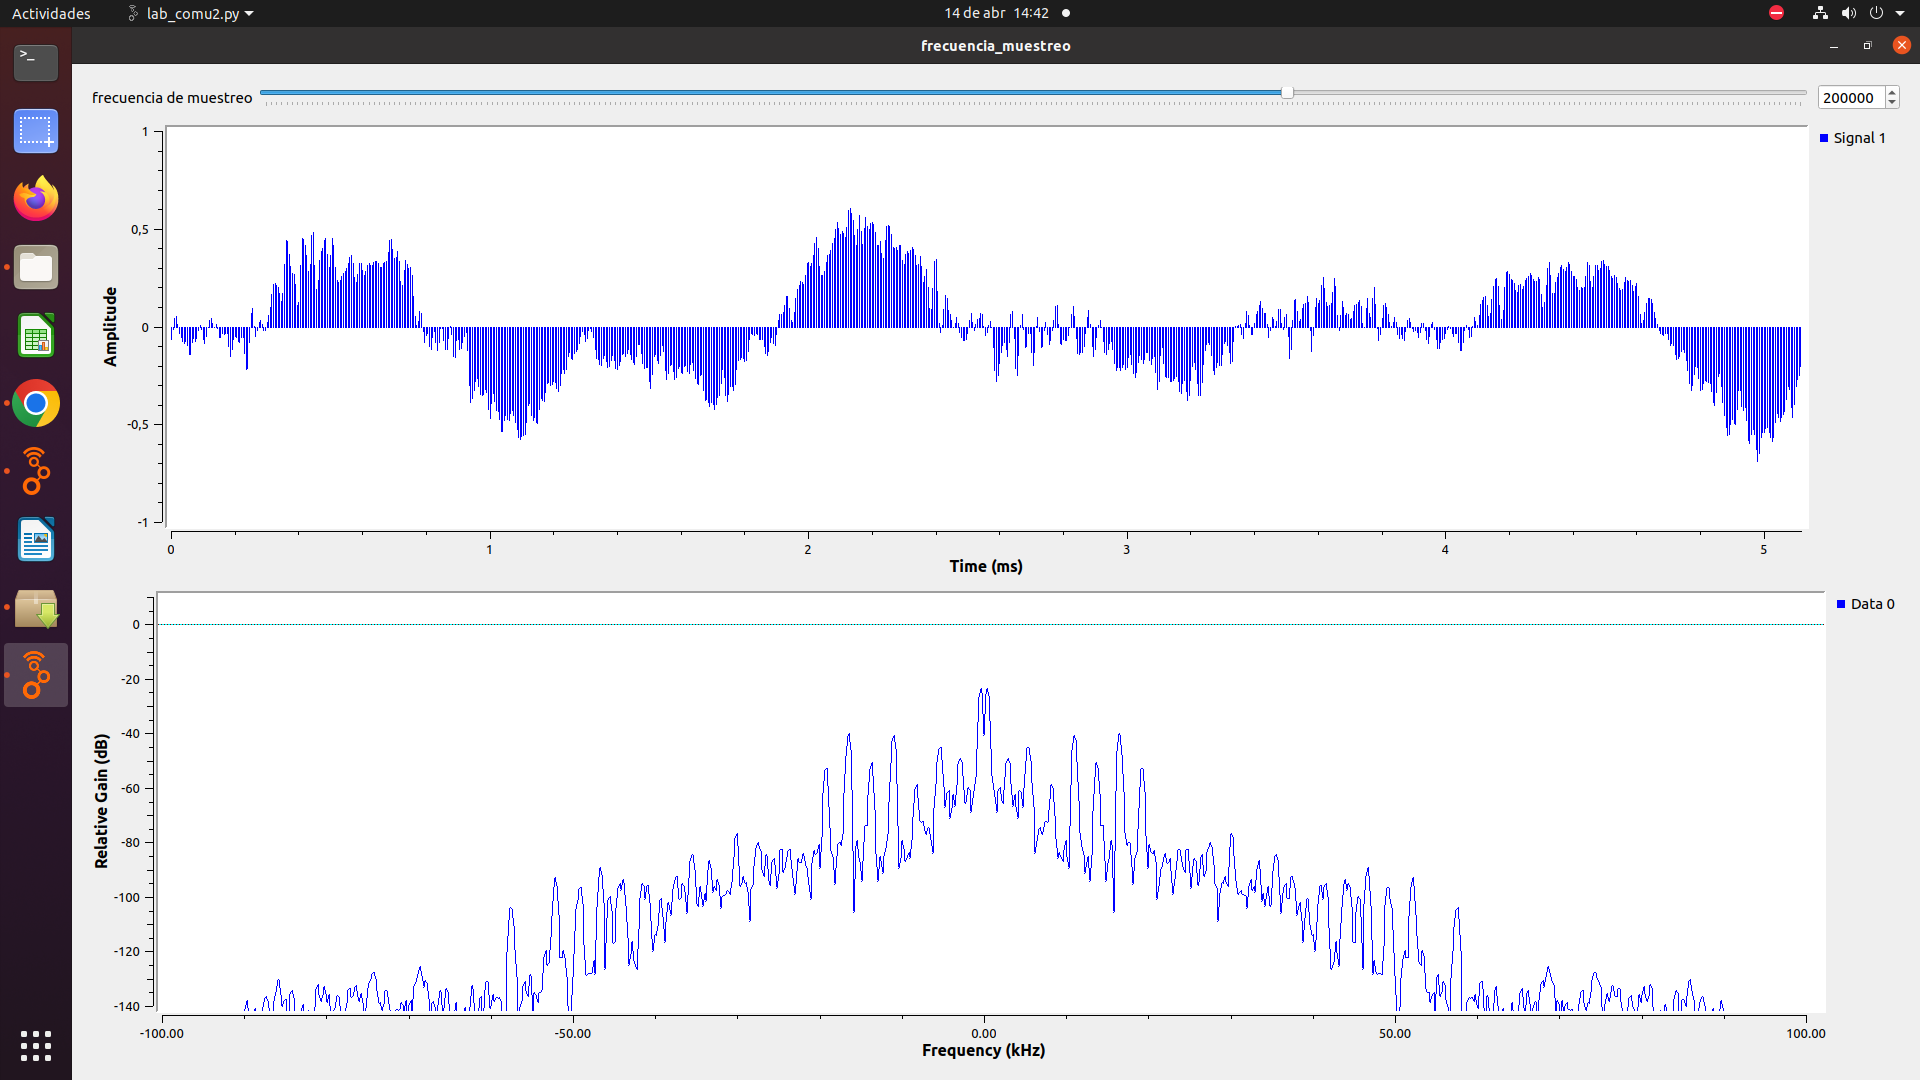 Actividades
lab_comu2.py
14 de abr 14:42
frecuencia_muestreo
frecuencia de muestreo
200000
Signal 1
1
0,5
0
-0,5
-1
Amplitude
0 1 2 3 4 5
Time (ms)
Data 0
0
-20
-40
-60
-80
-100
-120
-140
Relative Gain (dB)
-100.00 -50.00 0.00 50.00 100.00
Frequency (kHz)